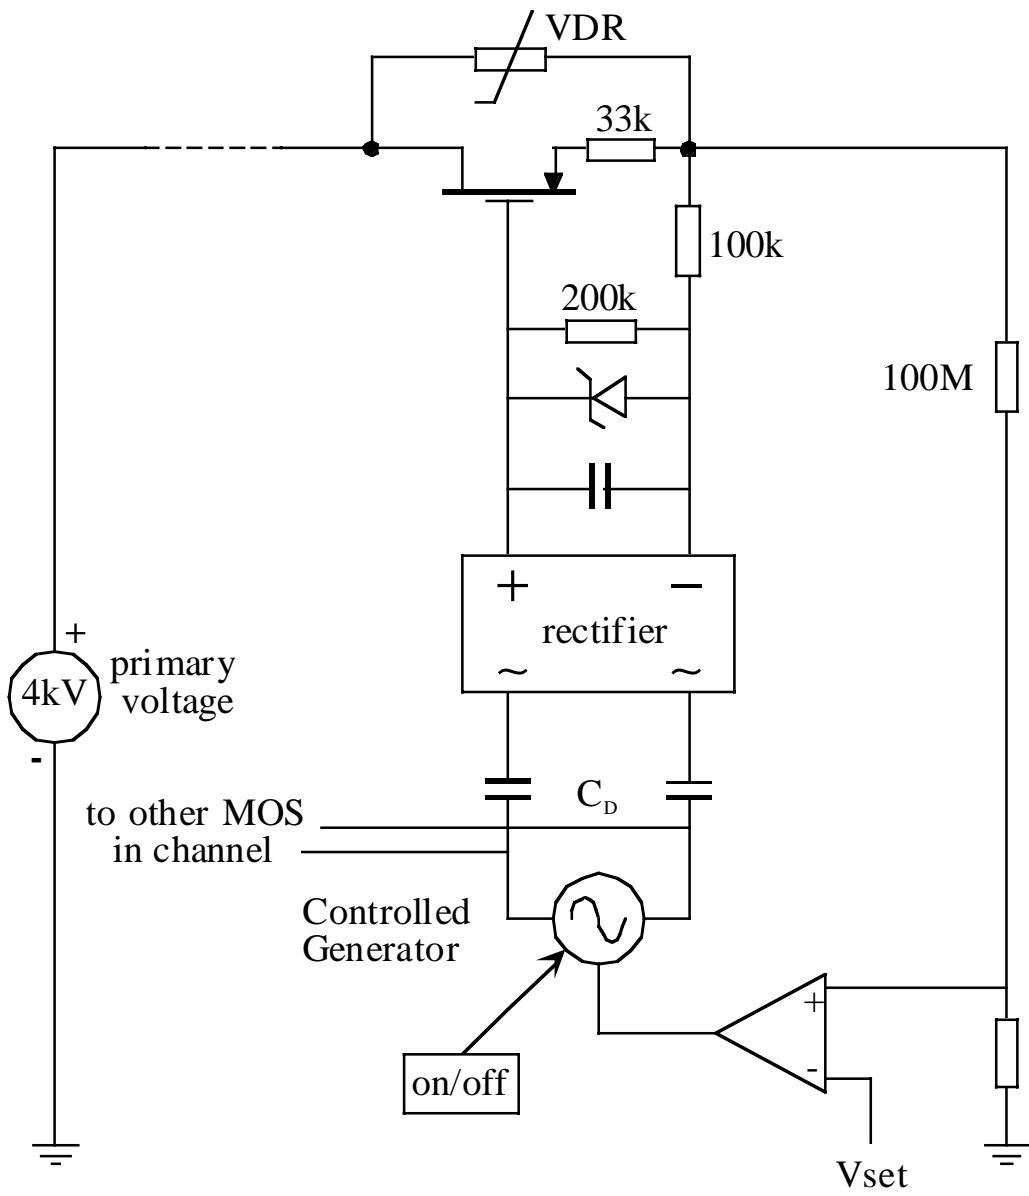 VDR
33k
100k
200k
100M
+ −
rectifier
~ ~
+
4kV
primary
voltage
-
C_D
to other MOS
in channel
Controlled
Generator
+
-
on/off
Vset